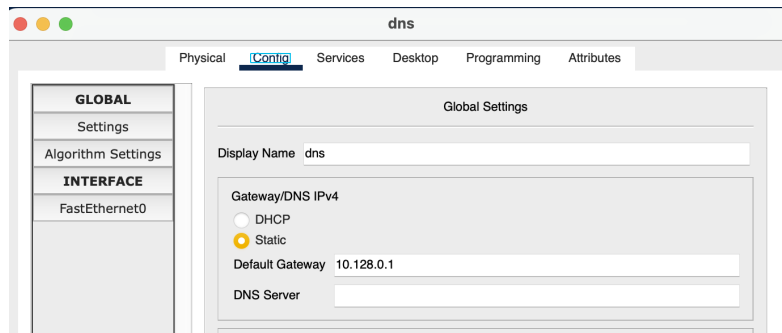 dns
Physical Config Services Desktop Programming Attributes
GLOBAL
Settings
Algorithm Settings
INTERFACE
FastEthernet0
Global Settings
Display Name dns
Gateway/DNS IPv4
DHCP
Static
Default Gateway 10.128.0.1
DNS Server